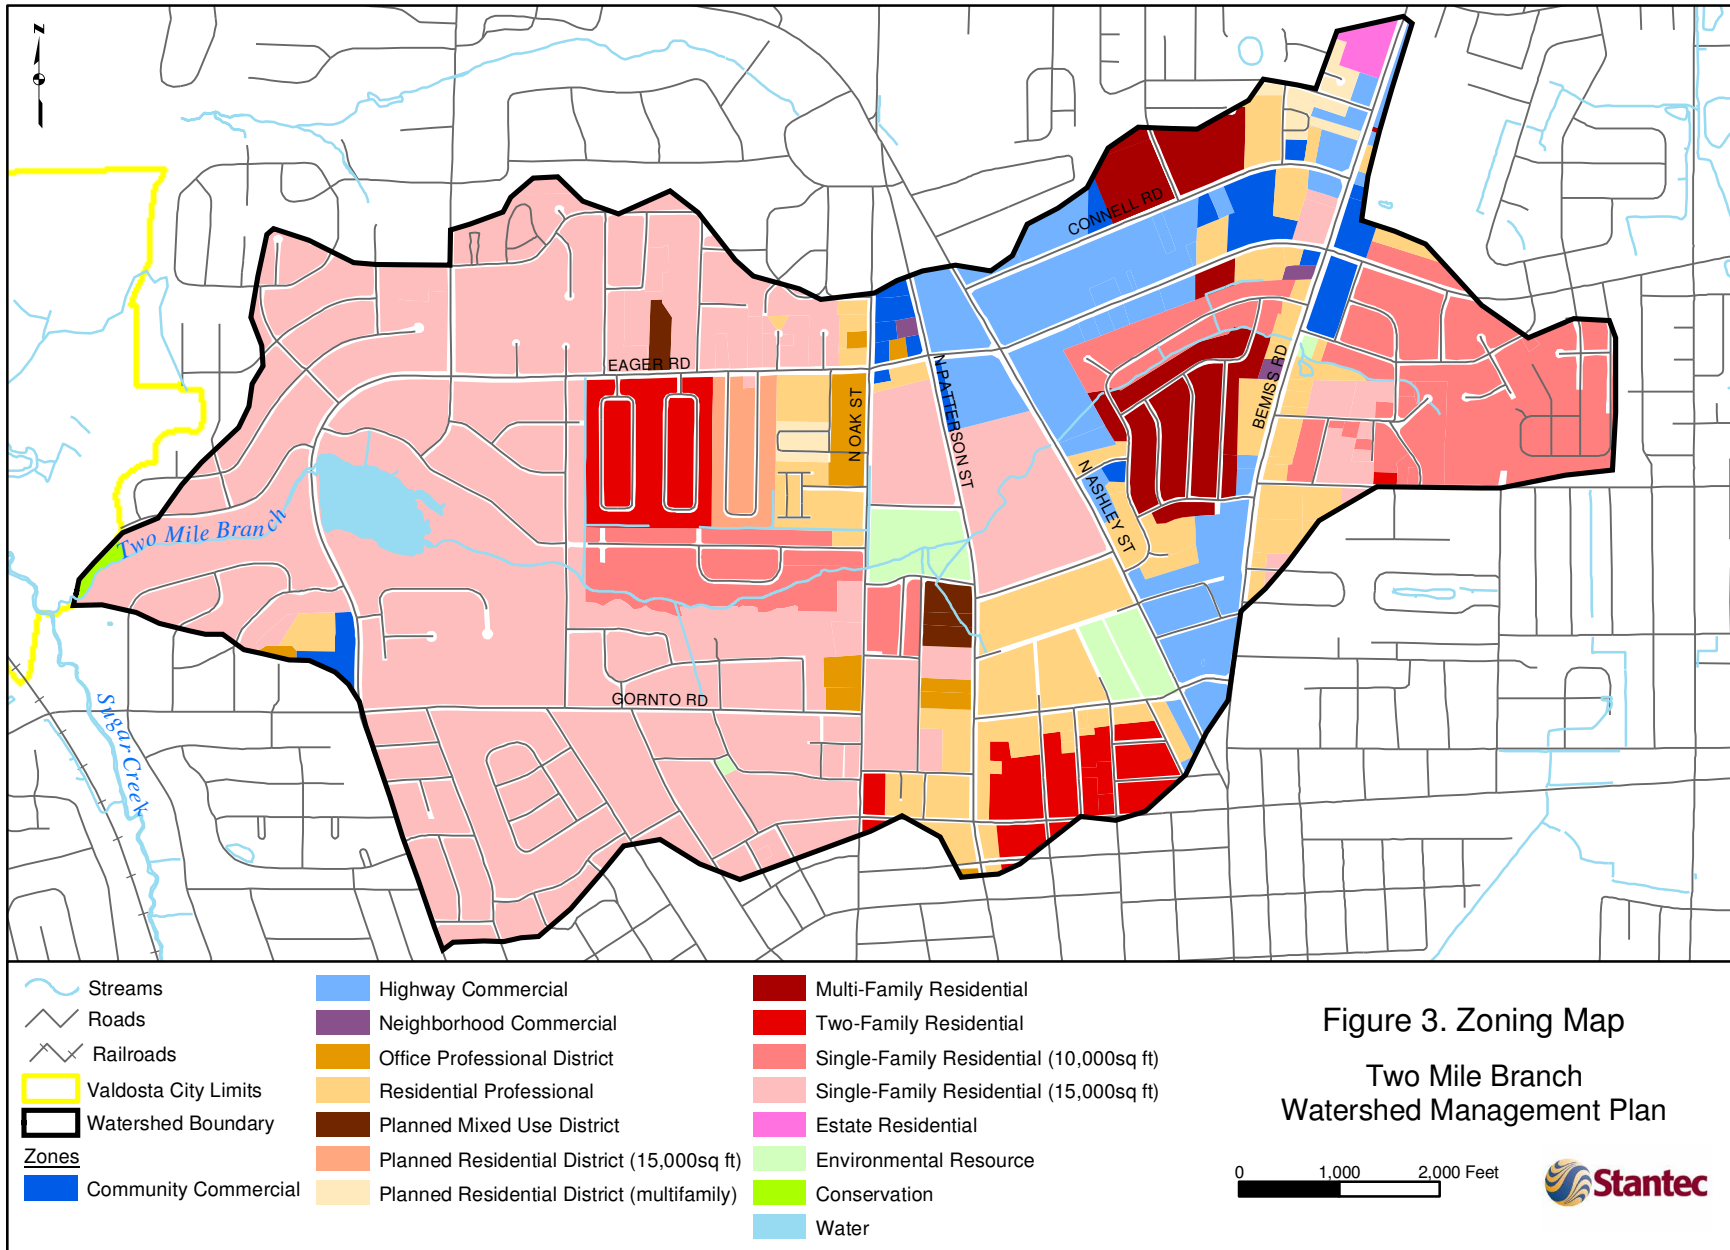 Z
CONNELL RD
EAGER RD
N OAK ST
N PATTERSON ST
BEMISS RD
N ASHLEY ST
Two Mile Branch
GORNTO RD
Sugar Creek
Streams
Roads
Railroads
Valdosta City Limits
Watershed Boundary
Zones
Community Commercial
Highway Commercial
Neighborhood Commercial
Office Professional District
Residential Professional
Planned Mixed Use District
Planned Residential District (15,000sq ft)
Planned Residential District (multifamily)
Multi-Family Residential
Two-Family Residential
Single-Family Residential (10,000sq ft)
Single-Family Residential (15,000sq ft)
Estate Residential
Environmental Resource
Conservation
Water
Figure 3. Zoning Map
Two Mile Branch
Watershed Management Plan
0 1,000 2,000 Feet
Stantec